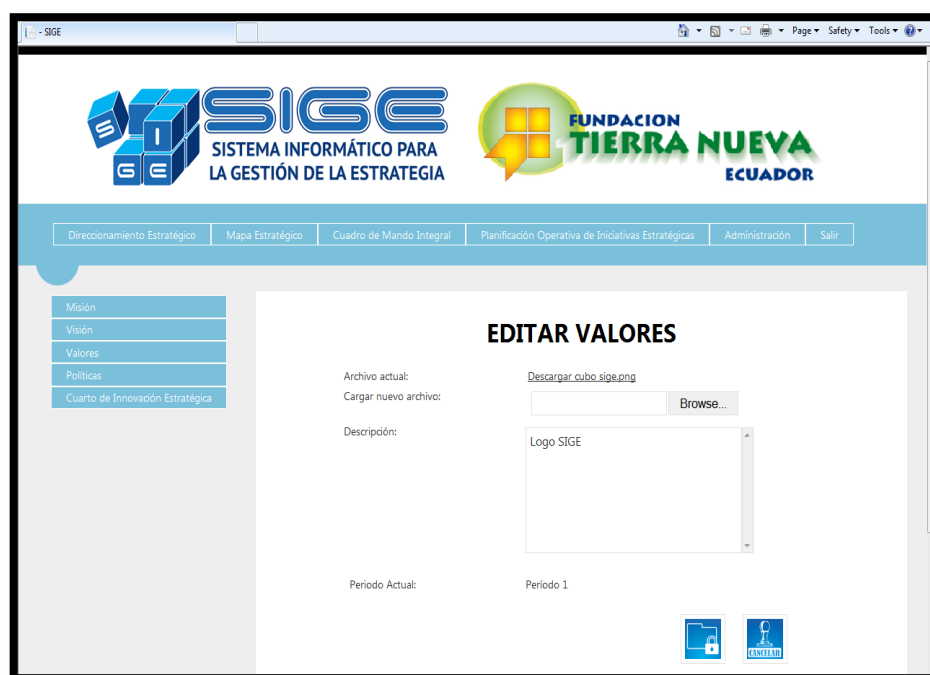 - SIGE
Page Safety Tools
S I G E
SIGE
SISTEMA INFORMÁTICO PARA
LA GESTIÓN DE LA ESTRATEGIA
FUNDACION
TIERRA NUEVA
ECUADOR
Direccionamiento Estratégico Mapa Estratégico Cuadro de Mando Integral Planificación Operativa de Iniciativas Estratégicas Administración Salir
Misión
Visión
Valores
Políticas
Cuarto de Innovación Estratégica
EDITAR VALORES
Archivo actual: Descargar cubo sige.png
Cargar nuevo archivo: Browse...
Descripción: Logo SIGE
Periodo Actual: Período 1
CANCELAR